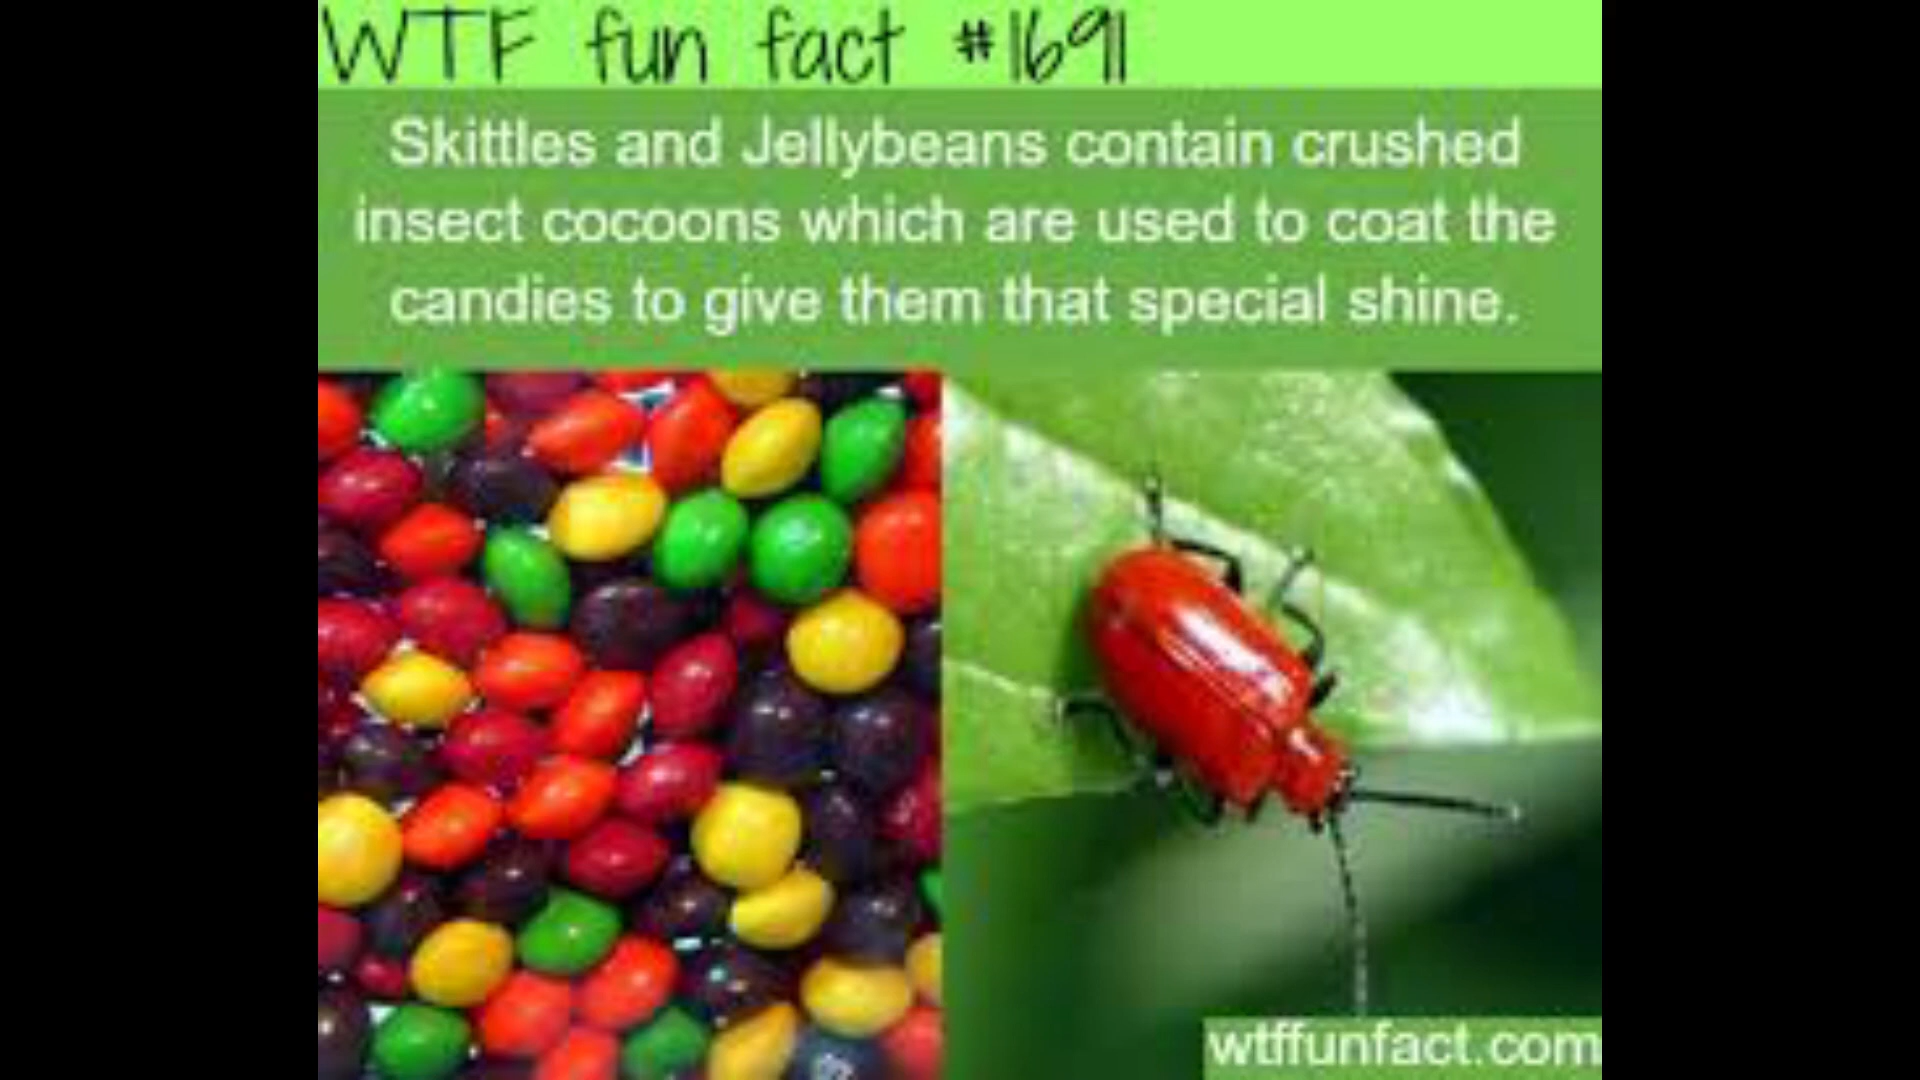 WTF fun fact #1691
Skittles and Jellybeans contain crushed
insect cocoons which are used to coat the
candies to give them that special shine.
wtffunfact.com